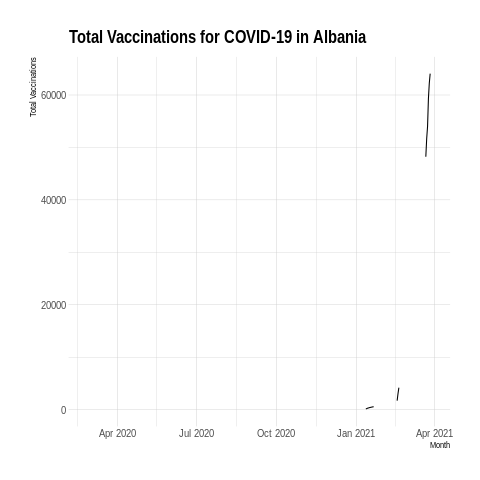 Total Vaccinations for COVID-19 in Albania
Total Vaccinations
60000
40000
20000
0
Apr 2020 Jul 2020 Oct 2020 Jan 2021 Apr 2021
Month